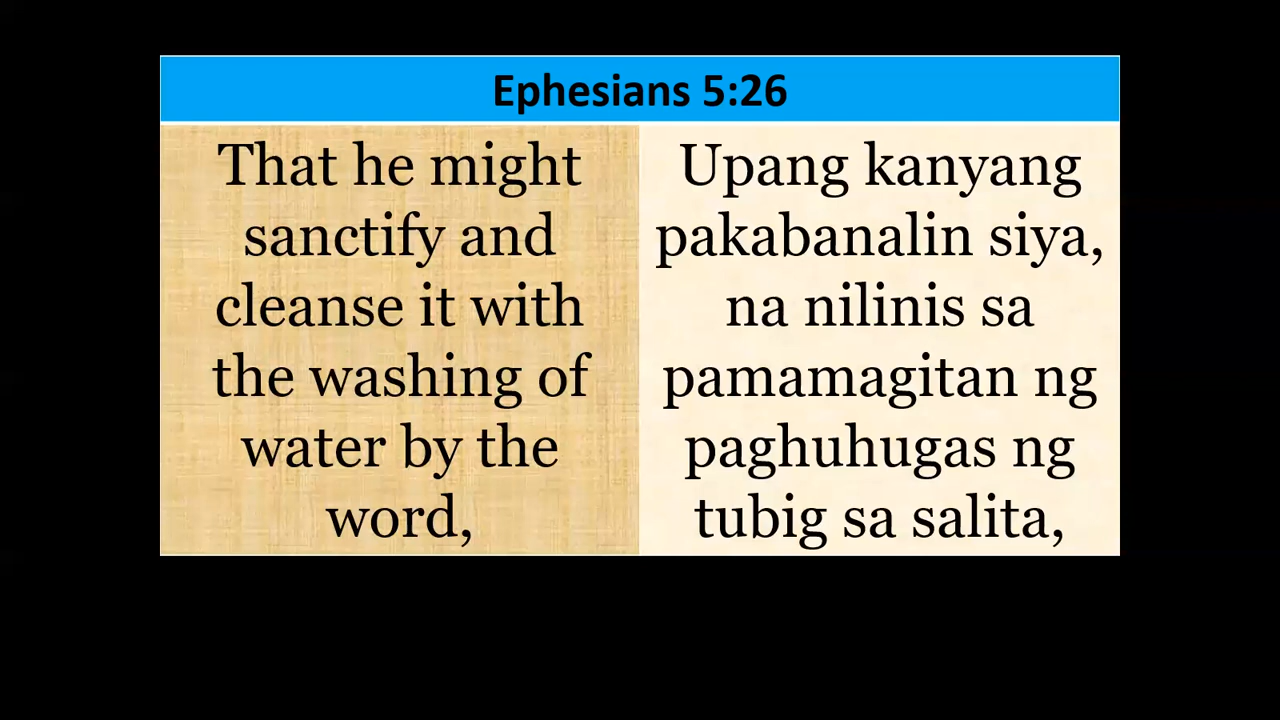 Ephesians 5:26
That he might
sanctify and
cleanse it with
the washing of
water by the
word,
Upang kanyang
pakabanalin siya,
na nilinis sa
pamamagitan ng
paghuhugas ng
tubig sa salita,